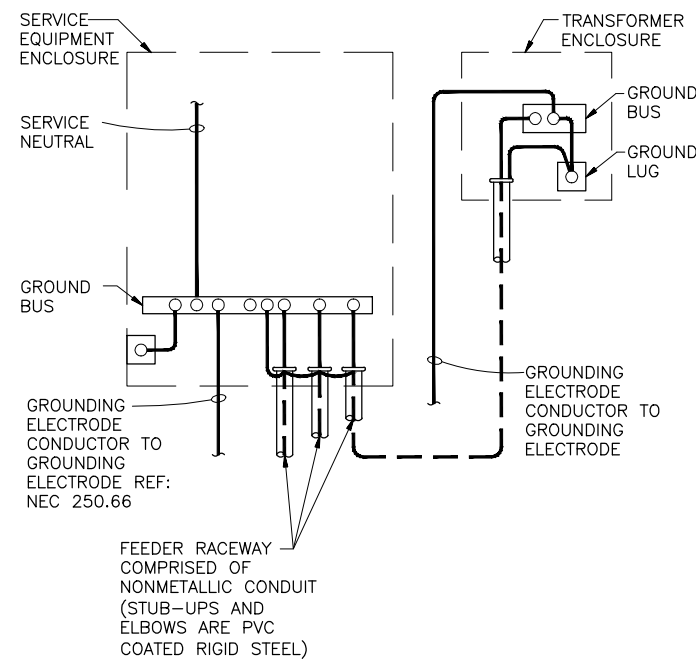 SERVICE
EQUIPMENT
ENCLOSURE
TRANSFORMER
ENCLOSURE
SERVICE
NEUTRAL
GROUND
BUS
GROUND
LUG
GROUND
BUS
GROUNDING
ELECTRODE
CONDUCTOR TO
GROUNDING
ELECTRODE REF:
NEC 250.66
GROUNDING
ELECTRODE
CONDUCTOR TO
GROUNDING
ELECTRODE
FEEDER RACEWAY
COMPRISED OF
NONMETALLIC CONDUIT
(STUB-UPS AND
ELBOWS ARE PVC
COATED RIGID STEEL)